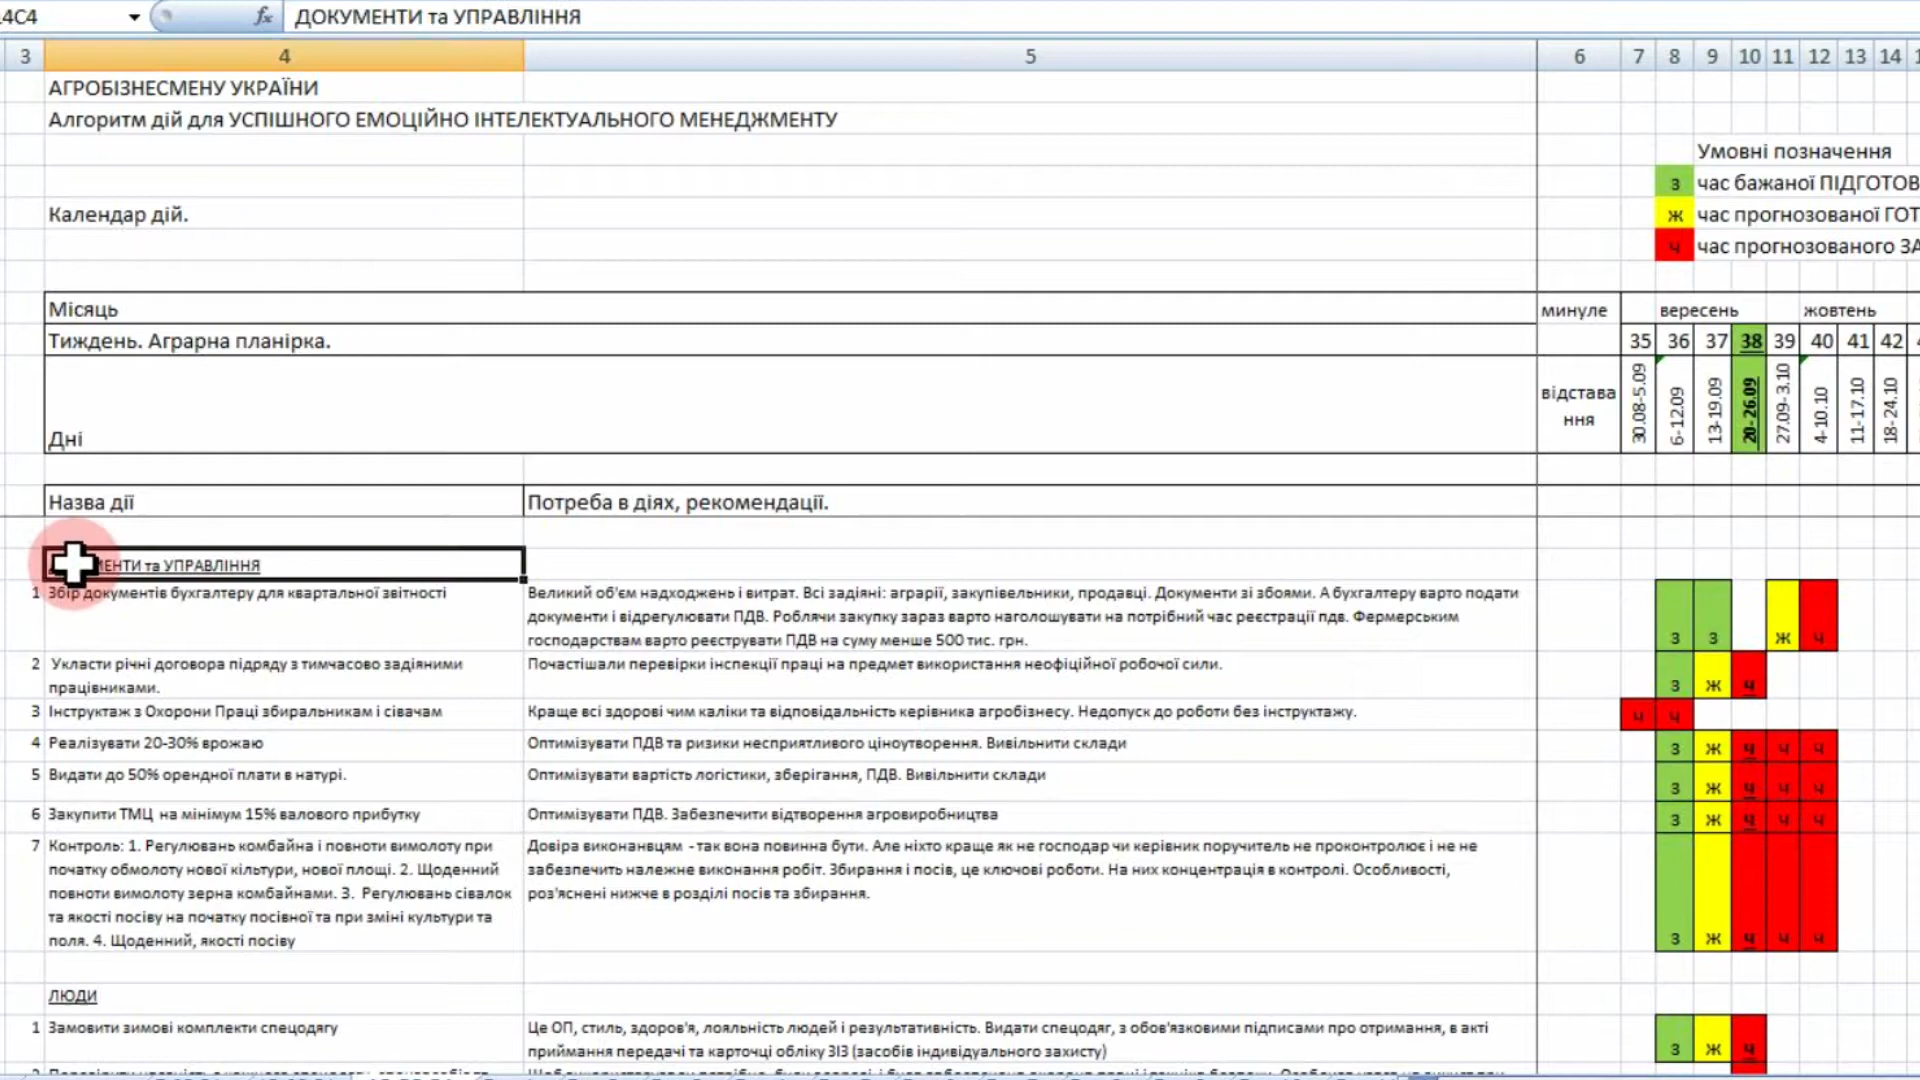 4C4
fx ДОКУМЕНТИ та УПРАВЛІННЯ
3 4 5 6 7 8 9 10 11 12 13 14
АГРОБІЗНЕСМЕНУ УКРАЇНИ
Алгоритм дій для УСПІШНОГО ЕМОЦІЙНО ІНТЕЛЕКТУАЛЬНОГО МЕНЕДЖМЕНТУ
Умовні позначення
з час бажаної ПІДГОТОВ
Календар дій.
ж час прогнозованої ГОТ
ч час прогнозованого ЗА
Місяць минуле вересень жовтень
Тиждень. Аграрна планірка. 35 36 37 38 39 40 41 42
Дні
відстава
ння
30.08-5.09 6-12.09 13-19.09 20-26.09 27.09-3.10 4-10.10 11-17.10 18-24.10
Назва дії Потреба в діях, рекомендації.
та УПРАВЛІННЯ
1 Збір документів бухгалтеру для квартальної звітності
Великий об'єм надходжень і витрат. Всі задіяні: аграрії, закупівельники, продавці. Документи зі збоями. А бухгалтеру варто подати
документи і відрегулювати ПДВ. Роблячи закупку зараз варто наголошувати на потрібний час реєстрації пдв. Фермерським
господарствам варто реєструвати ПДВ на суму менше 500 тис. грн.
з з ж ч
2 Укласти річні договора підряду з тимчасово задіяними
працівниками.
Почастішали перевірки інспекції праці на предмет використання неофіційної робочої сили.
з ж ч
3 Інструктаж з Охорони Праці збиральникам і сівачам
Краще всі здорові чим каліки та відповідальність керівника агробізнесу. Недопуск до роботи без інструктажу.
ч ч
4 Реалізувати 20-30% врожаю
Оптимізувати ПДВ та ризики несприятливого ціноутворення. Вивільнити склади
з ж ч ч ч
5 Видати до 50% орендної плати в натурі.
Оптимізувати вартість логістики, зберігання, ПДВ. Вивільнити склади
з ж ч ч ч
6 Закупити ТМЦ на мінімум 15% валового прибутку
Оптимізувати ПДВ. Забезпечити відтворення агровиробництва
з ж ч ч ч
7 Контроль: 1. Регулювань комбайна і повноти вимолоту при
початку обмолоту нової кільтури, нової площі. 2. Щоденний
повноти вимолоту зерна комбайнами. 3. Регулювань сівалок
та якості посіву на початку посівної та при зміні культури та
поля. 4. Щоденний, якості посіву
Довіра виконанвцям - так вона повинна бути. Але ніхто краще як не господар чи керівник поручитель не проконтролює і не не
забезпечить належне виконання робіт. Збирання і посів, це ключові роботи. На них концентрація в контролі. Особливості,
роз'яснені нижче в розділі посів та збирання.
з ж ч ч ч
ЛЮДИ
1 Замовити зимові комплекти спецодягу
Це ОП, стиль, здоров'я, лояльність людей і результативність. Видати спецодяг, з обов'язковими підписами про отримання, в акті
приймання передачі та карточці обліку ЗІЗ (засобів індивідуального захисту)
з ж ч